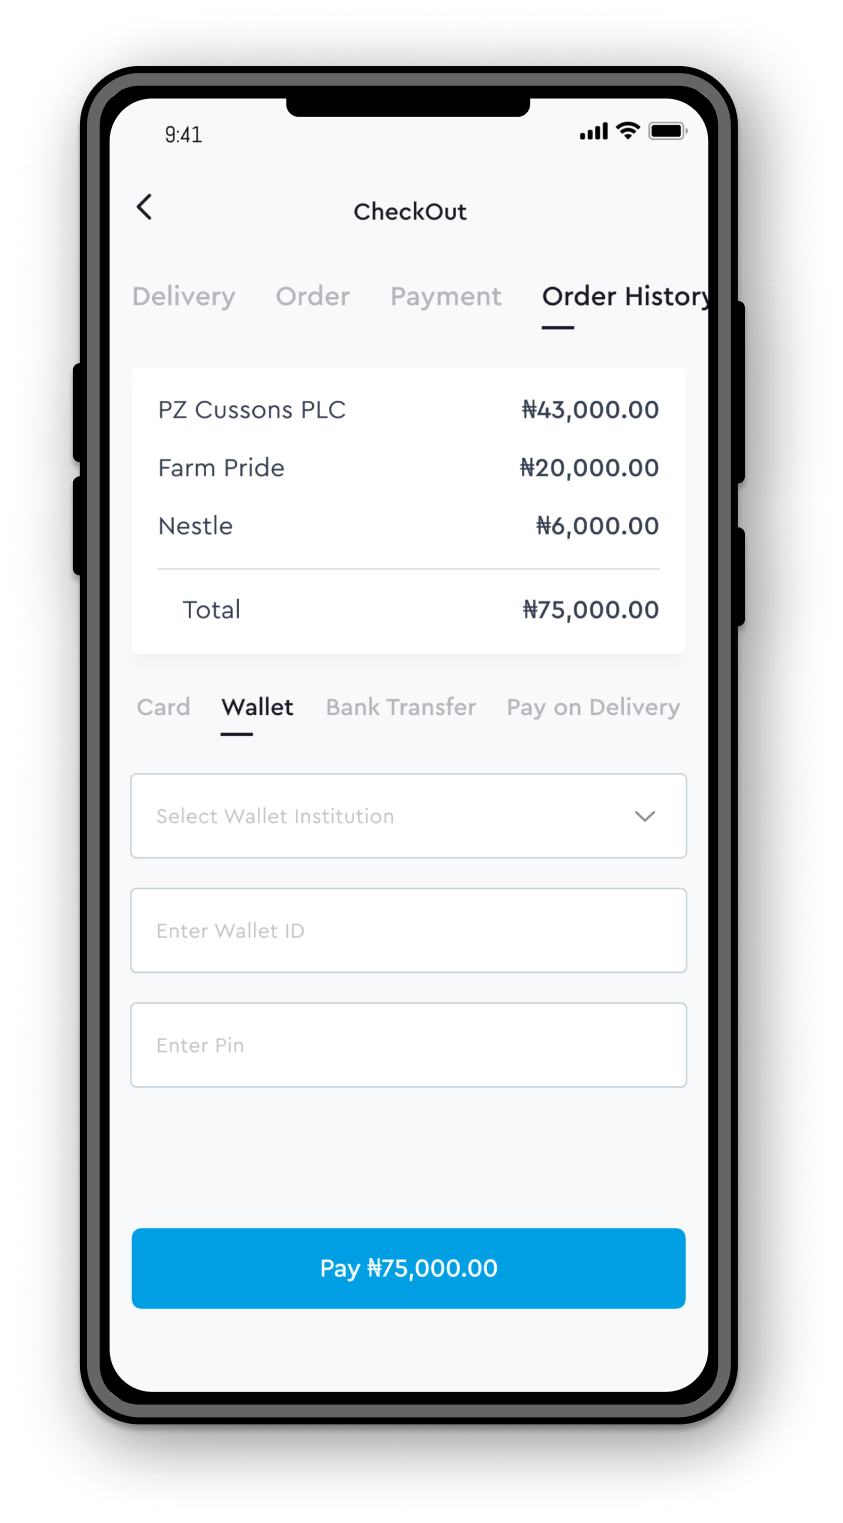 9:41
CheckOut
Delivery Order Payment Order History
PZ Cussons PLC ₦43,000.00
Farm Pride ₦20,000.00
Nestle ₦6,000.00
Total ₦75,000.00
Card Wallet Bank Transfer Pay on Delivery
Select Wallet Institution
Enter Wallet ID
Enter Pin
Pay ₦75,000.00